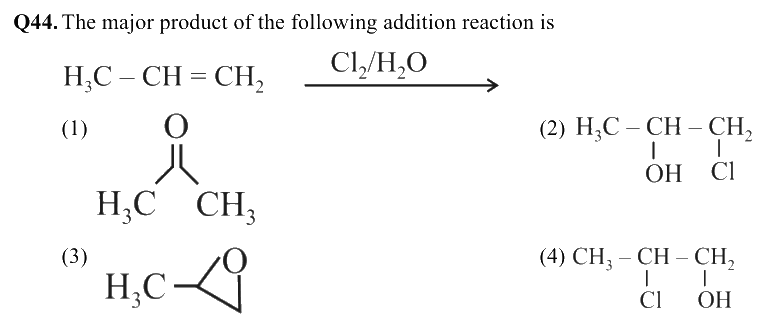 Q44. The major product of the following addition reaction is
H₃C – CH = CH₂ Cl₂/H₂O
(1) O
H₃C CH₃
(2) H₃C – CH – CH₂
OH Cl
(3) O
H₃C
(4) CH₃ – CH – CH₂
Cl OH